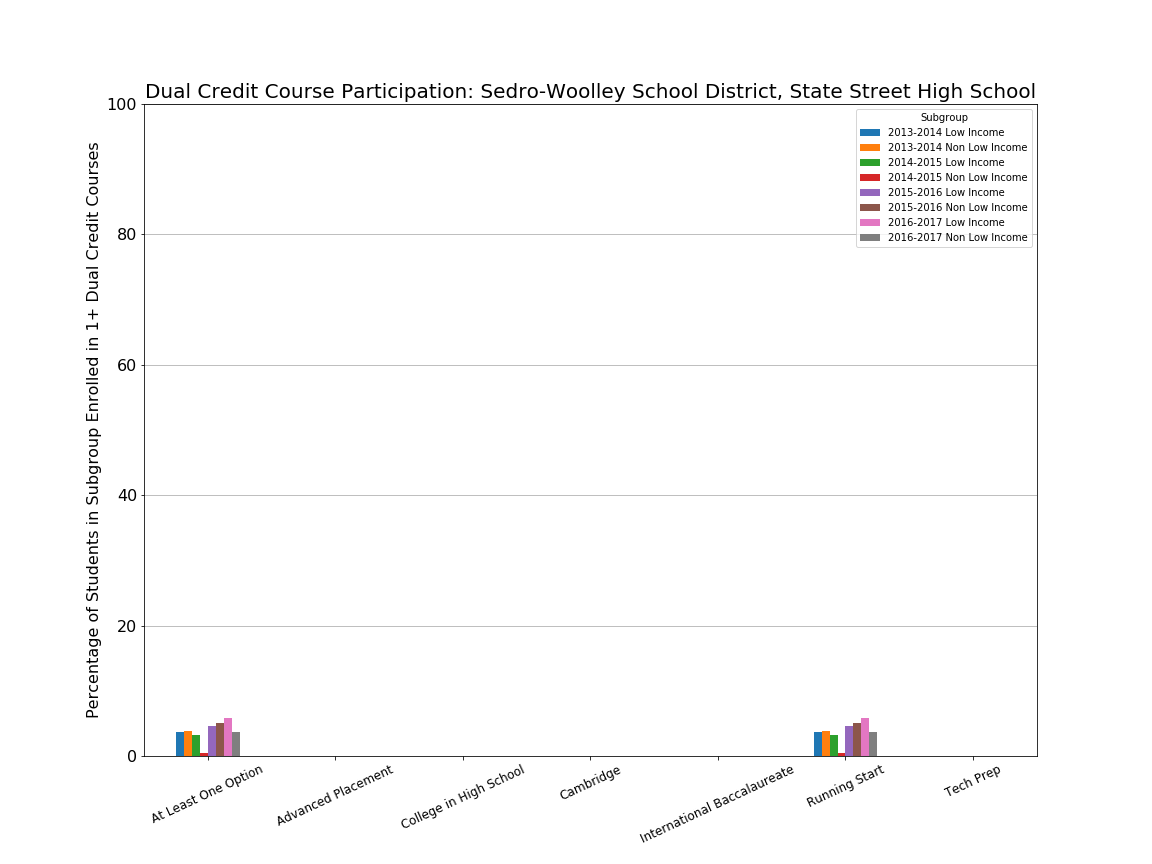 Dual Credit Course Participation: Sedro-Woolley School District, State Street High School
Percentage of Students in Subgroup Enrolled in 1+ Dual Credit Courses
100
80
60
40
20
0
Subgroup
2013-2014 Low Income
2013-2014 Non Low Income
2014-2015 Low Income
2014-2015 Non Low Income
2015-2016 Low Income
2015-2016 Non Low Income
2016-2017 Low Income
2016-2017 Non Low Income
At Least One Option
Advanced Placement
College in High School
Cambridge
International Baccalaureate
Running Start
Tech Prep